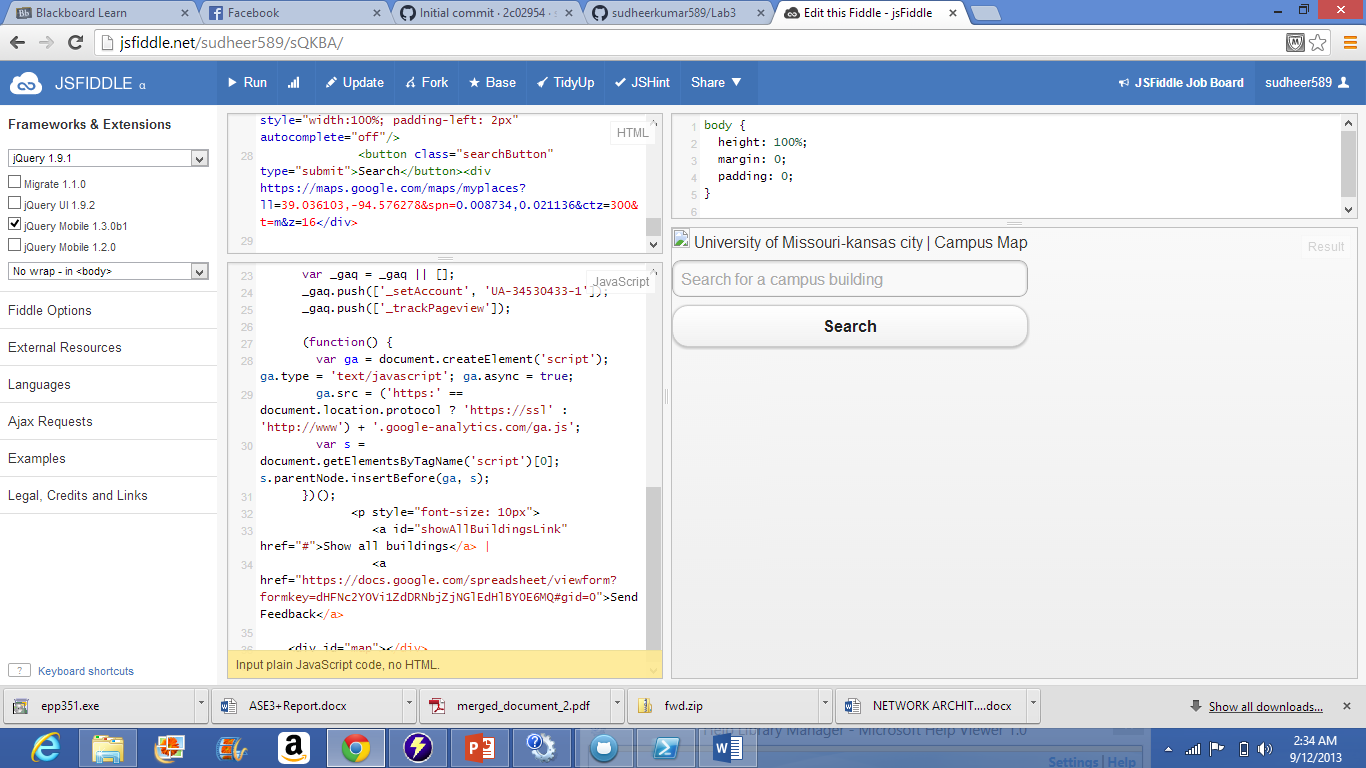 Blackboard Learn
Facebook
Initial commit · 2c02954 · s
sudheerkumar589/Lab3
Edit this Fiddle - jsFiddle
jsfiddle.net/sudheer589/sQKBA/
JSFIDDLE α
Run
Update
Fork
Base
TidyUp
JSHint
Share
JSFiddle Job Board
sudheer589
Frameworks & Extensions
jQuery 1.9.1
Migrate 1.1.0
jQuery UI 1.9.2
jQuery Mobile 1.3.0b1
jQuery Mobile 1.2.0
No wrap - in <body>
Fiddle Options
External Resources
Languages
Ajax Requests
Examples
Legal, Credits and Links
? Keyboard shortcuts
HTML
style="width:100%; padding-left: 2px"
autocomplete="off"/>
28 <button class="searchButton"
type="submit">Search</button><div
https://maps.google.com/maps/myplaces?
ll=39.036103,-94.576278&spn=0.008734,0.021136&ctz=300&
t=m&z=16</div>
29
JavaScript
23 var _gaq = _gaq || [];
24 _gaq.push(['_setAccount', 'UA-34530433-1']);
25 _gaq.push(['_trackPageview']);
26
27 (function() {
28 var ga = document.createElement('script');
ga.type = 'text/javascript'; ga.async = true;
29 ga.src = ('https:' ==
document.location.protocol ? 'https://ssl' :
'http://www') + '.google-analytics.com/ga.js';
30 var s =
document.getElementsByTagName('script')[0];
s.parentNode.insertBefore(ga, s);
31 })();
32 <p style="font-size: 10px">
33 <a id="showAllBuildingsLink"
href="#">Show all buildings</a> |
34 <a
href="https://docs.google.com/spreadsheet/viewform?
formkey=dHFNc2Y0Vi1ZdDRNbjZjNGlEdHlBY0E6MQ#gid=0">Send
Feedback</a>
35
36 <div id="map"></div>
Input plain JavaScript code, no HTML.
1 body {
2 height: 100%;
3 margin: 0;
4 padding: 0;
5 }
6
Result
University of Missouri-kansas city | Campus Map
Search for a campus building
Search
epp351.exe
ASE3+Report.docx
merged_document_2.pdf
fwd.zip
NETWORK ARCHIT....docx
Show all downloads...
Library Manager - Microsoft Help Viewer 1.0
Settings | Help
2:34 AM
9/12/2013